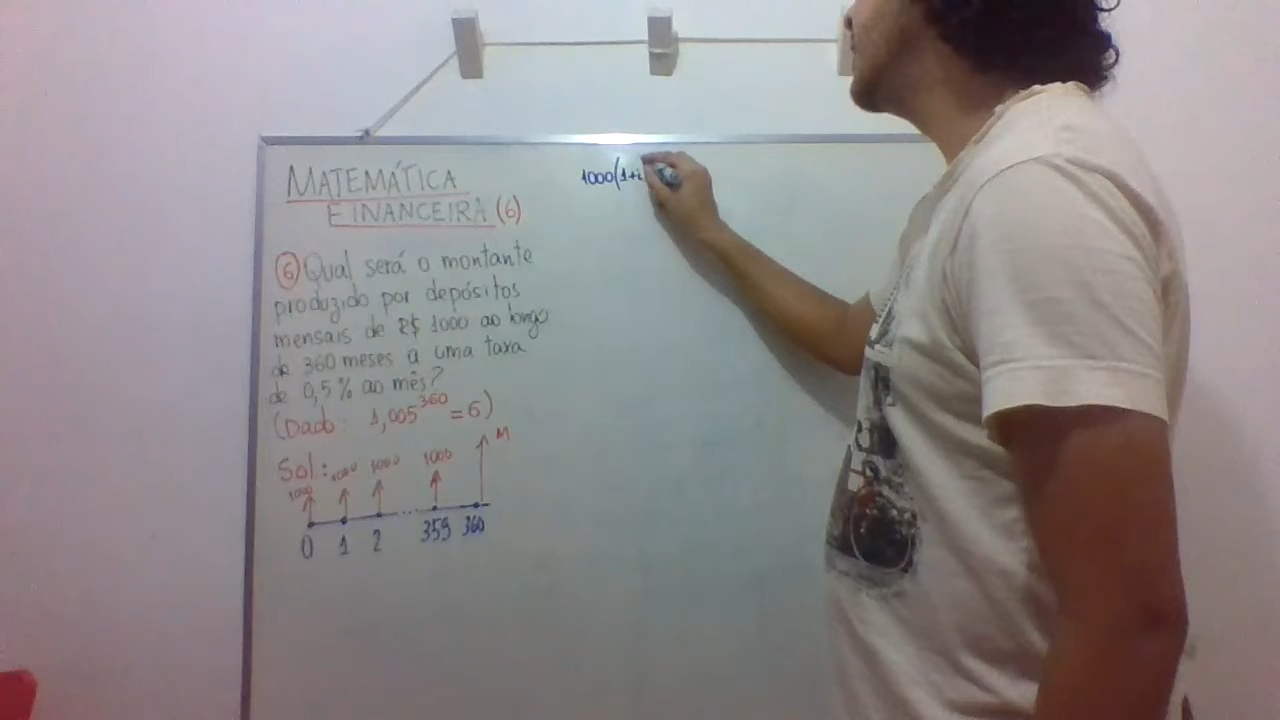 MATEMÁTICA
FINANCEIRA (6)
6 Qual será o montante
produzido por depósitos
mensais de R$ 1000 ao longo
de 360 meses a uma taxa
de 0,5% ao mês?
(Dado: 1,005^360 = 6)
Sol.:
1000 1000 1000 1000 M
0 1 2 ... 359 360
1000(1+i